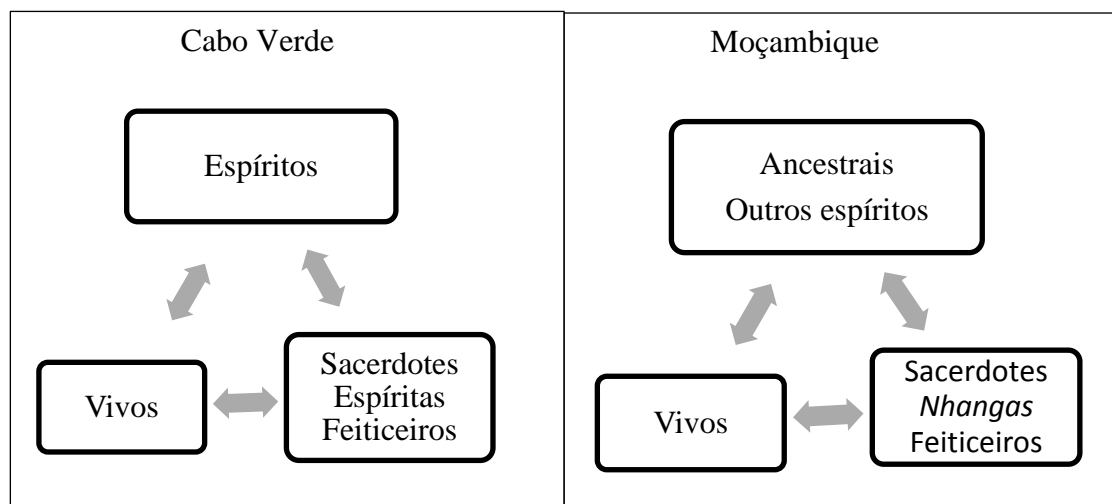 Cabo Verde
Espíritos
Vivos
Sacerdotes
Espíritas
Feiticeiros
Moçambique
Ancestrais
Outros espíritos
Vivos
Sacerdotes
Nhangas
Feiticeiros